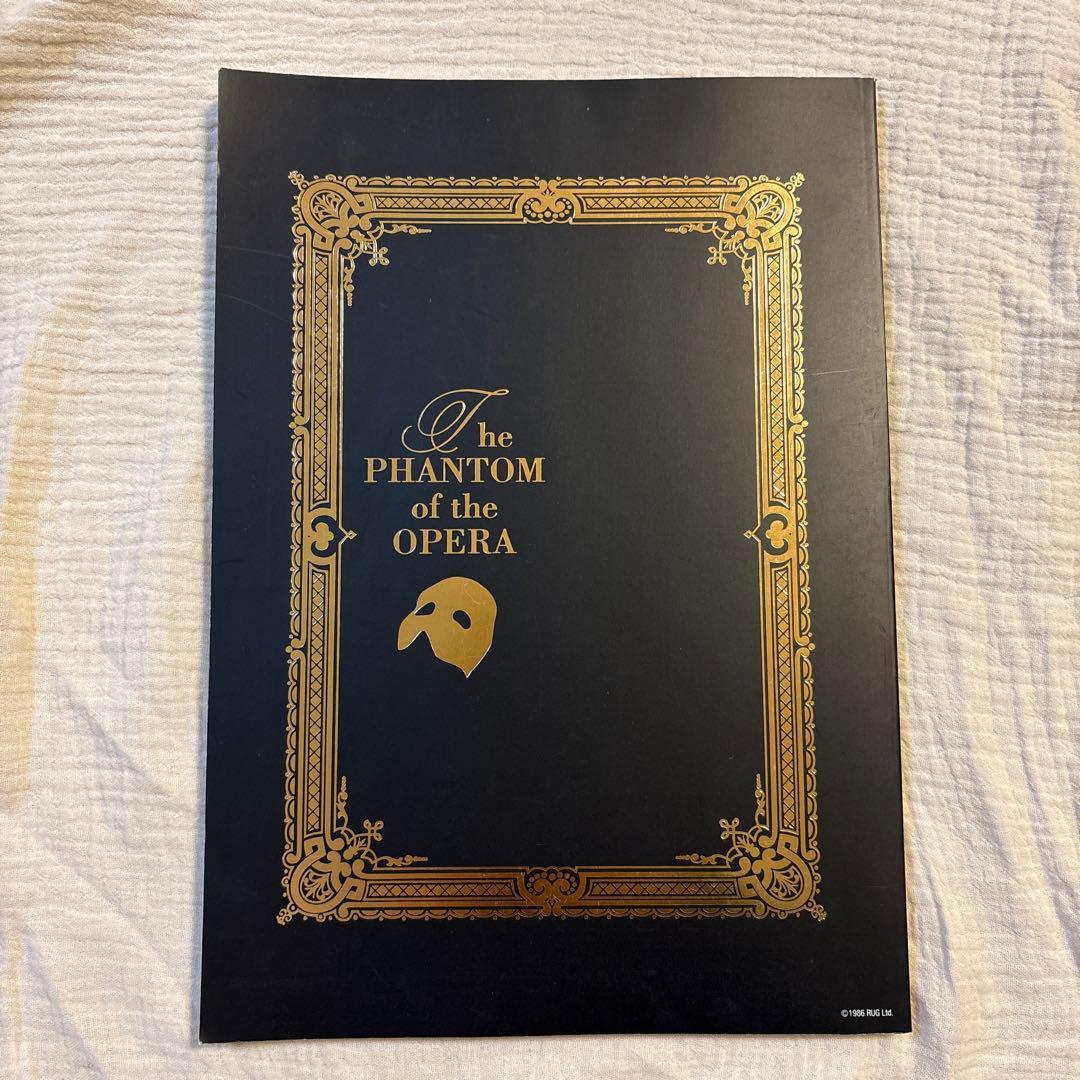 The
PHANTOM
of the
OPERA
©1986 RUG Ltd.